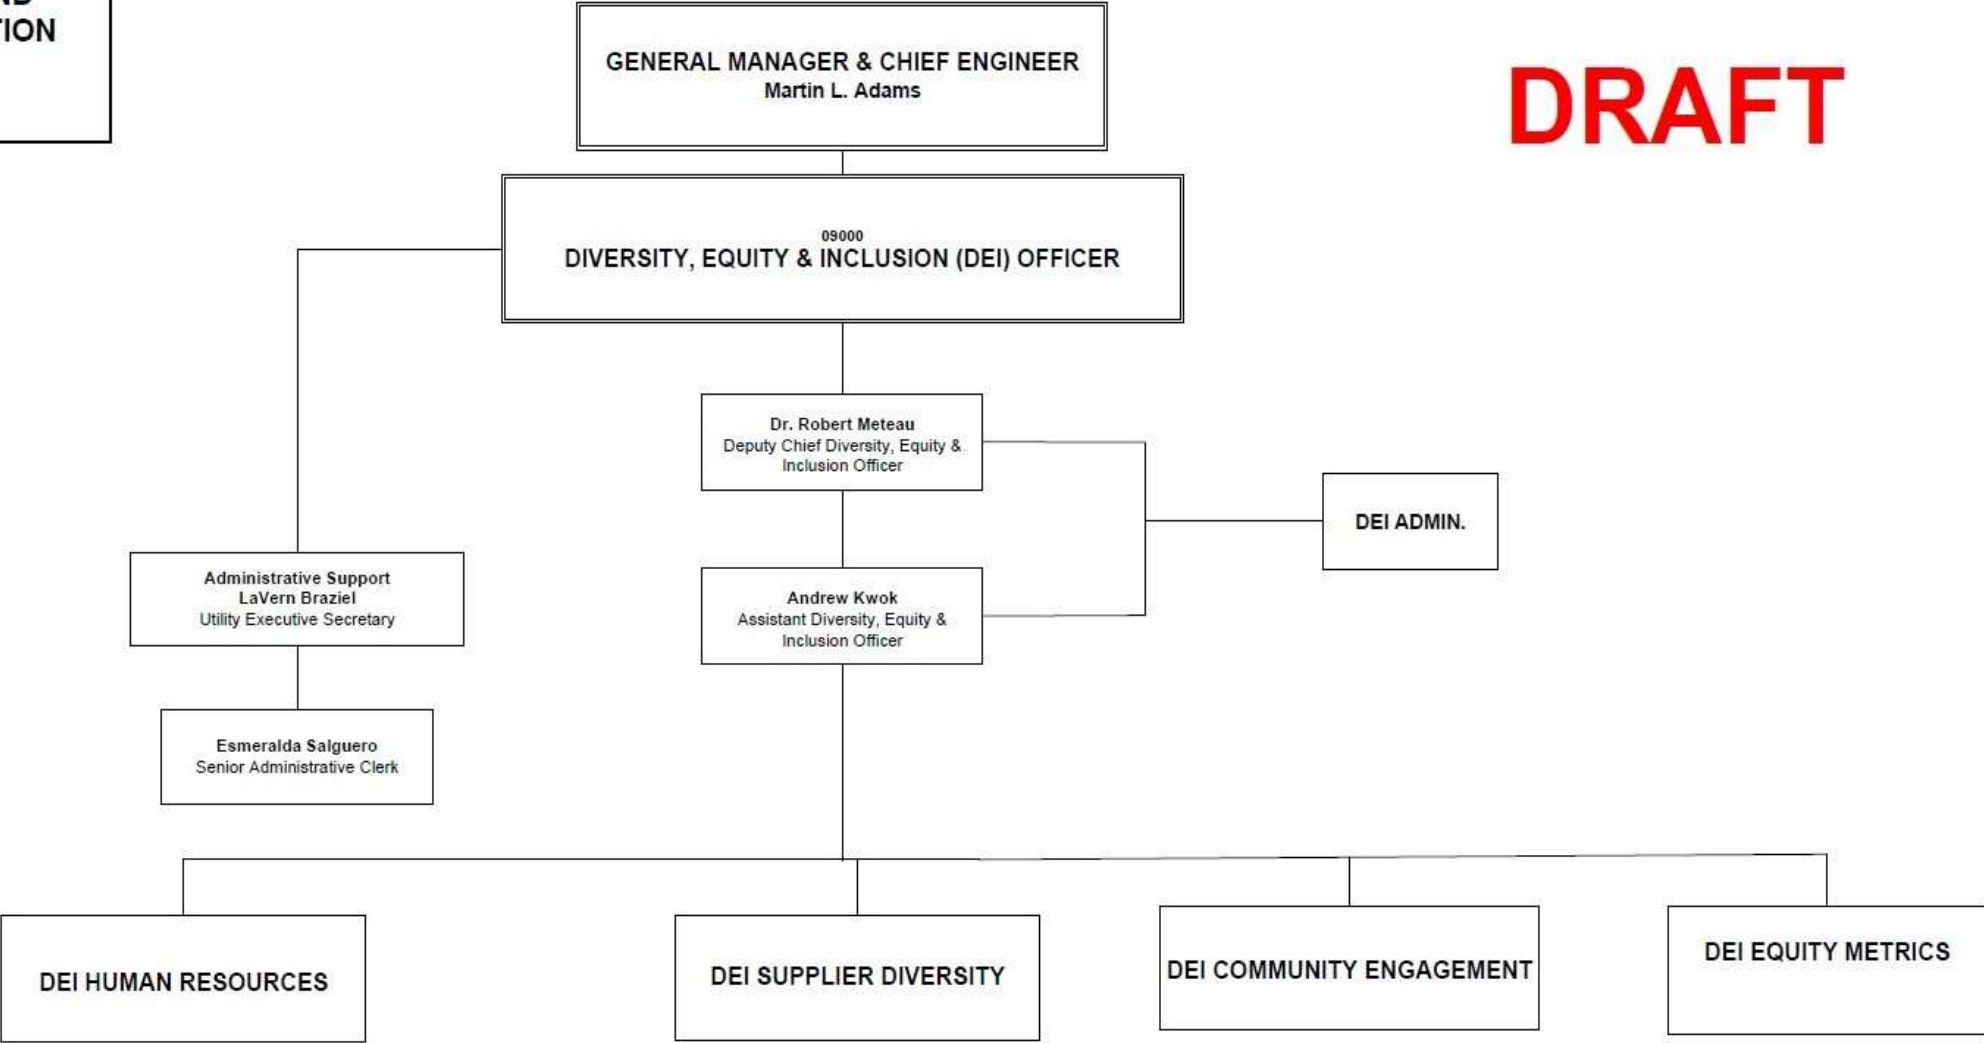 TION
GENERAL MANAGER & CHIEF ENGINEER
Martin L. Adams
DRAFT
09000
DIVERSITY, EQUITY & INCLUSION (DEI) OFFICER
Dr. Robert Meteau
Deputy Chief Diversity, Equity &
Inclusion Officer
DEI ADMIN.
Administrative Support
LaVern Braziel
Utility Executive Secretary
Andrew Kwok
Assistant Diversity, Equity &
Inclusion Officer
Esmeralda Salguero
Senior Administrative Clerk
DEI HUMAN RESOURCES
DEI SUPPLIER DIVERSITY
DEI COMMUNITY ENGAGEMENT
DEI EQUITY METRICS